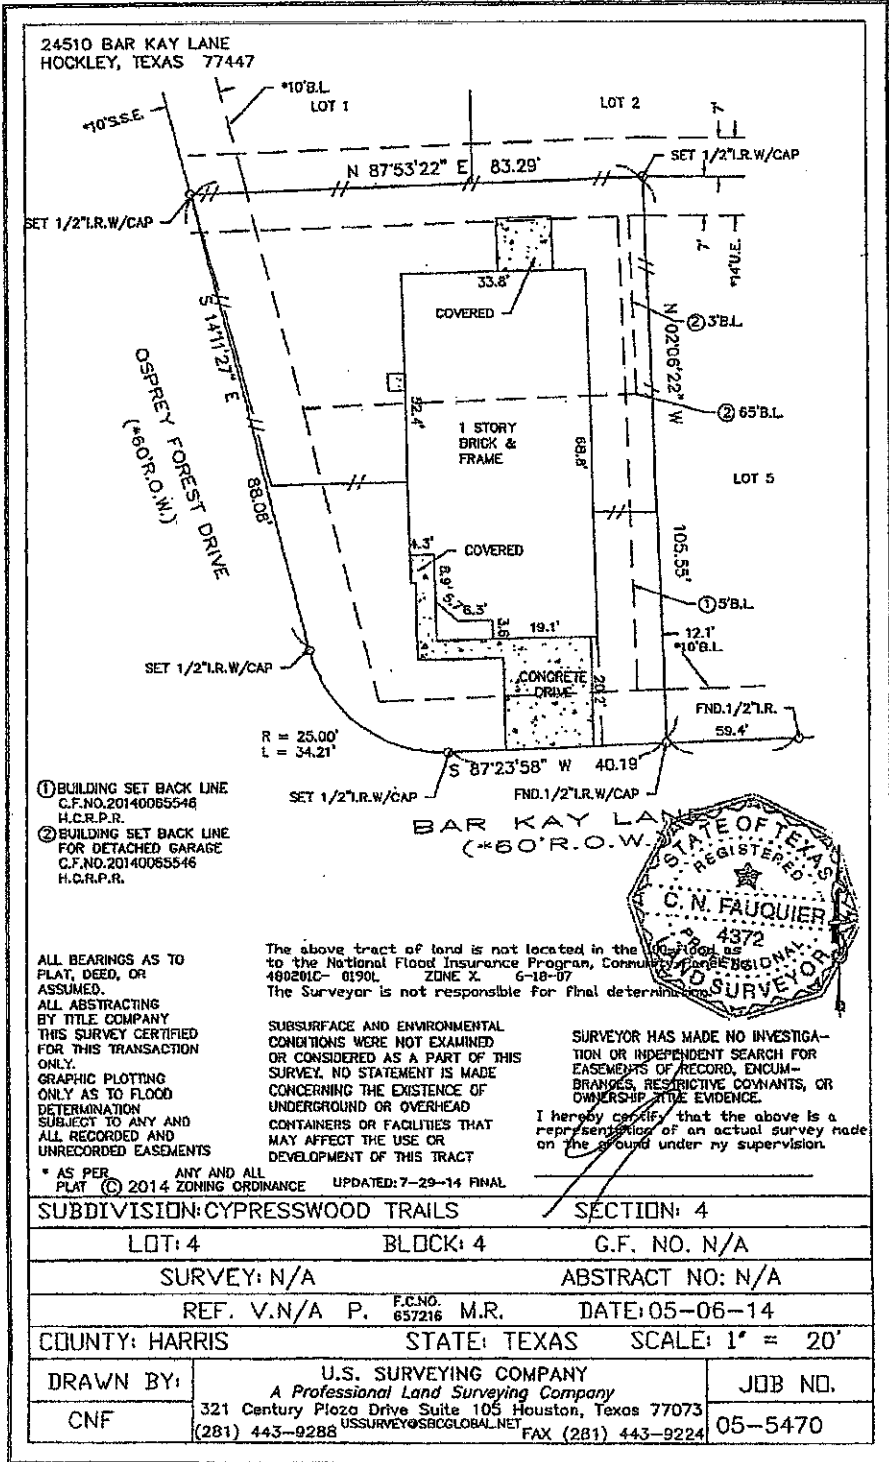 24510 BAR KAY LANE
HOCKLEY, TEXAS 77447
*10'B.L.
*10'S.S.E.
LOT 1
LOT 2
7'
SET 1/2"I.R.W/CAP
N 87°53'22" E 83.29'
SET 1/2"I.R.W/CAP
7'
*14'U.E.
33.8'
COVERED
② 3'B.L.
N 02°06'22" W
S 14°11'27" E
OSPREY FOREST DRIVE
(*60'R.O.W.)
52.4'
② 65'B.L.
1 STORY
BRICK &
FRAME
68.8'
LOT 5
88.08'
105.55'
4.3'
COVERED
8.9'
5.7'
6.3'
3.6'
19.1'
① 5'B.L.
12.1'
*10'B.L.
SET 1/2"I.R.W/CAP
CONCRETE
DRIVE
20.2'
FND.1/2"I.R.
59.4'
R = 25.00'
L = 34.21'
S 87°23'58" W 40.19'
SET 1/2"I.R.W/CAP
FND.1/2"I.R.W/CAP
BAR KAY LANE
(*60'R.O.W.)
① BUILDING SET BACK LINE
C.F.NO.20140065546
H.C.R.P.R.
② BUILDING SET BACK LINE
FOR DETACHED GARAGE
C.F.NO.20140065546
H.C.R.P.R.
STATE OF TEXAS
REGISTERED
C. N. FAUQUIER
4372
PROFESSIONAL
LAND SURVEYOR
The above tract of land is not located in the flood as
to the National Flood Insurance Program, Community Panel No.
480201C- 0190L ZONE X 6-18-07
The Surveyor is not responsible for final determination.
ALL BEARINGS AS TO
PLAT, DEED, OR
ASSUMED.
ALL ABSTRACTING
BY TITLE COMPANY
THIS SURVEY CERTIFIED
FOR THIS TRANSACTION
ONLY.
GRAPHIC PLOTTING
ONLY AS TO FLOOD
DETERMINATION
SUBJECT TO ANY AND
ALL RECORDED AND
UNRECORDED EASEMENTS
SUBSURFACE AND ENVIRONMENTAL
CONDITIONS WERE NOT EXAMINED
OR CONSIDERED AS A PART OF THIS
SURVEY. NO STATEMENT IS MADE
CONCERNING THE EXISTENCE OF
UNDERGROUND OR OVERHEAD
CONTAINERS OR FACILITIES THAT
MAY AFFECT THE USE OR
DEVELOPMENT OF THIS TRACT
SURVEYOR HAS MADE NO INVESTIGA-
TION OR INDEPENDENT SEARCH FOR
EASEMENTS OF RECORD, ENCUM-
BRANCES, RESTRICTIVE COVNANTS, OR
OWNERSHIP TITLE EVIDENCE.
I hereby certify that the above is a
representation of an actual survey made
on the ground under my supervision
* AS PER ANY AND ALL
PLAT © 2014 ZONING ORDINANCE UPDATED: 7-29-14 FINAL
SUBDIVISION: CYPRESSWOOD TRAILS SECTION: 4
LOT: 4 BLOCK: 4 G.F. NO. N/A
SURVEY: N/A ABSTRACT NO: N/A
REF. V.N/A P. F.C.NO. 657216 M.R. DATE: 05-06-14
COUNTY: HARRIS STATE: TEXAS SCALE: 1" = 20'
DRAWN BY:
CNF
U.S. SURVEYING COMPANY
A Professional Land Surveying Company
321 Century Plaza Drive Suite 105 Houston, Texas 77073
(281) 443-9288 USSURVEY@SBCGLOBAL.NET FAX (281) 443-9224
JOB NO.
05-5470